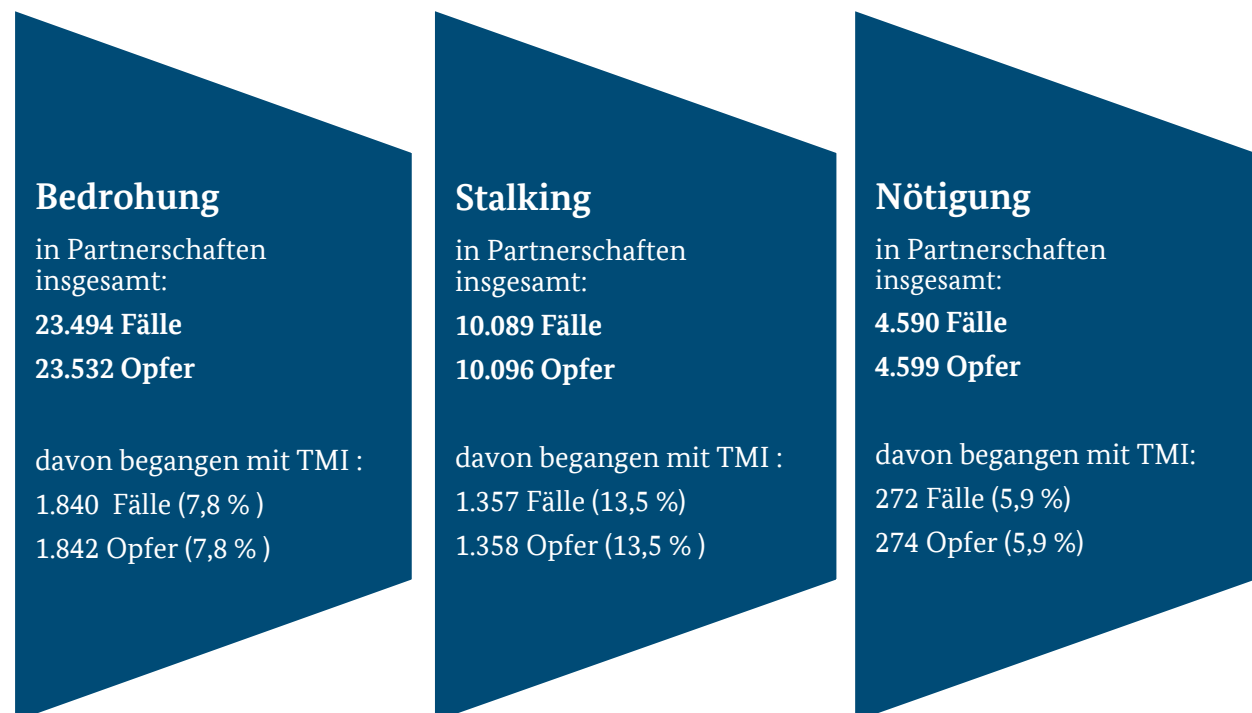 Bedrohung
in Partnerschaften
insgesamt:
23.494 Fälle
23.532 Opfer
davon begangen mit TMI :
1.840  Fälle (7,8 % )
1.842 Opfer (7,8 % )
Stalking
in Partnerschaften
insgesamt:
10.089 Fälle
10.096 Opfer
davon begangen mit TMI :
1.357 Fälle (13,5 %)
1.358 Opfer (13,5 % )
Nötigung
in Partnerschaften
insgesamt:
4.590 Fälle
4.599 Opfer
davon begangen mit TMI:
272 Fälle (5,9 %)
274 Opfer (5,9 %)